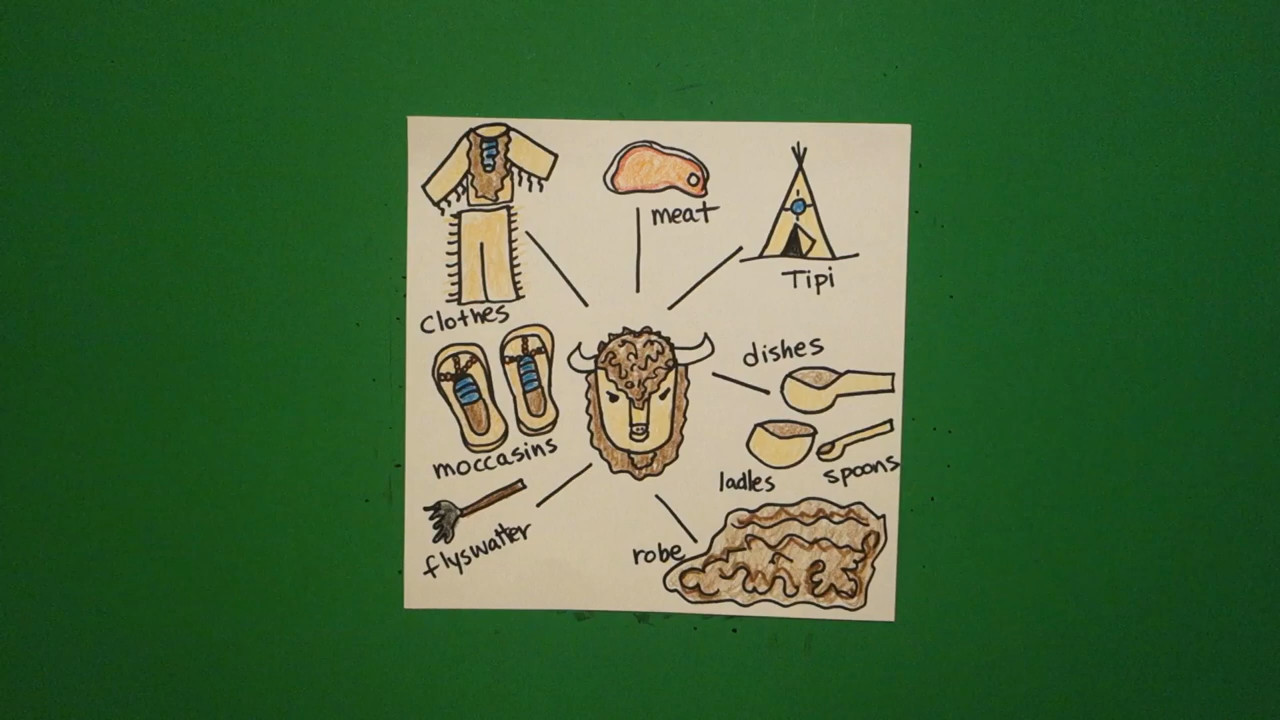 meat
Tipi
Clothes
dishes
moccasins
ladles
spoons
flyswatter
robe